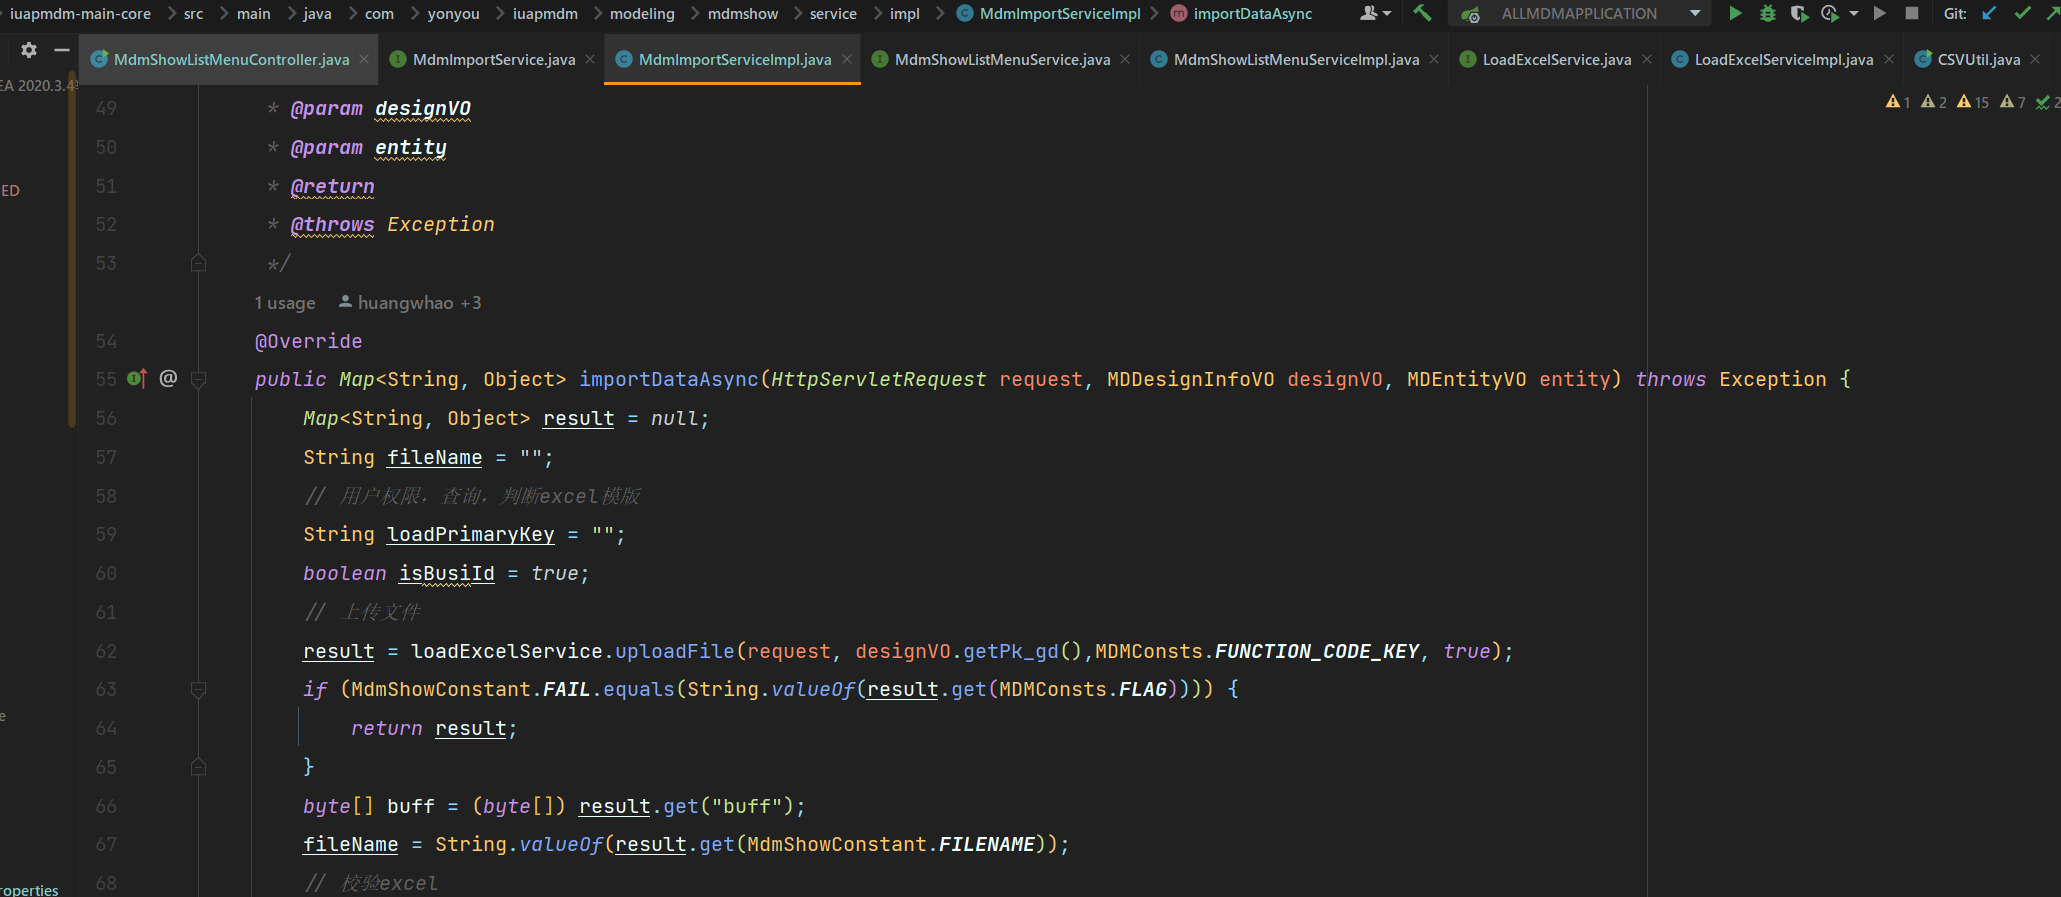 iuapmdm-main-core > src > main > java > com > yonyou > iuapmdm > modeling > mdmshow > service > impl > MdmImportServiceImpl > importDataAsync ALLMDMAPPLICATION Git:
MdmShowListMenuController.java MdmImportService.java MdmImportServiceImpl.java MdmShowListMenuService.java MdmShowListMenuServiceImpl.java LoadExcelService.java LoadExcelServiceImpl.java CSVUtil.java
EA 2020.3.4
1 2 15 7 2
49 * @param designVO
50 * @param entity
51 * @return
ED
52 * @throws Exception
53 */
1 usage huangwhao +3
54 @Override
55 @ public Map<String, Object> importDataAsync(HttpServletRequest request, MDDesignInfoVO designVO, MDEntityVO entity) throws Exception {
56 Map<String, Object> result = null;
57 String fileName = "";
58 // 用户权限，查询，判断excel模版
59 String loadPrimaryKey = "";
60 boolean isBusiId = true;
61 // 上传文件
62 result = loadExcelService.uploadFile(request, designVO.getPk_gd(),MDMConsts.FUNCTION_CODE_KEY, true);
63 if (MdmShowConstant.FAIL.equals(String.valueOf(result.get(MDMConsts.FLAG)))) {
e
64 return result;
65 }
66 byte[] buff = (byte[]) result.get("buff");
67 fileName = String.valueOf(result.get(MdmShowConstant.FILENAME));
68 // 校验excel
roperties